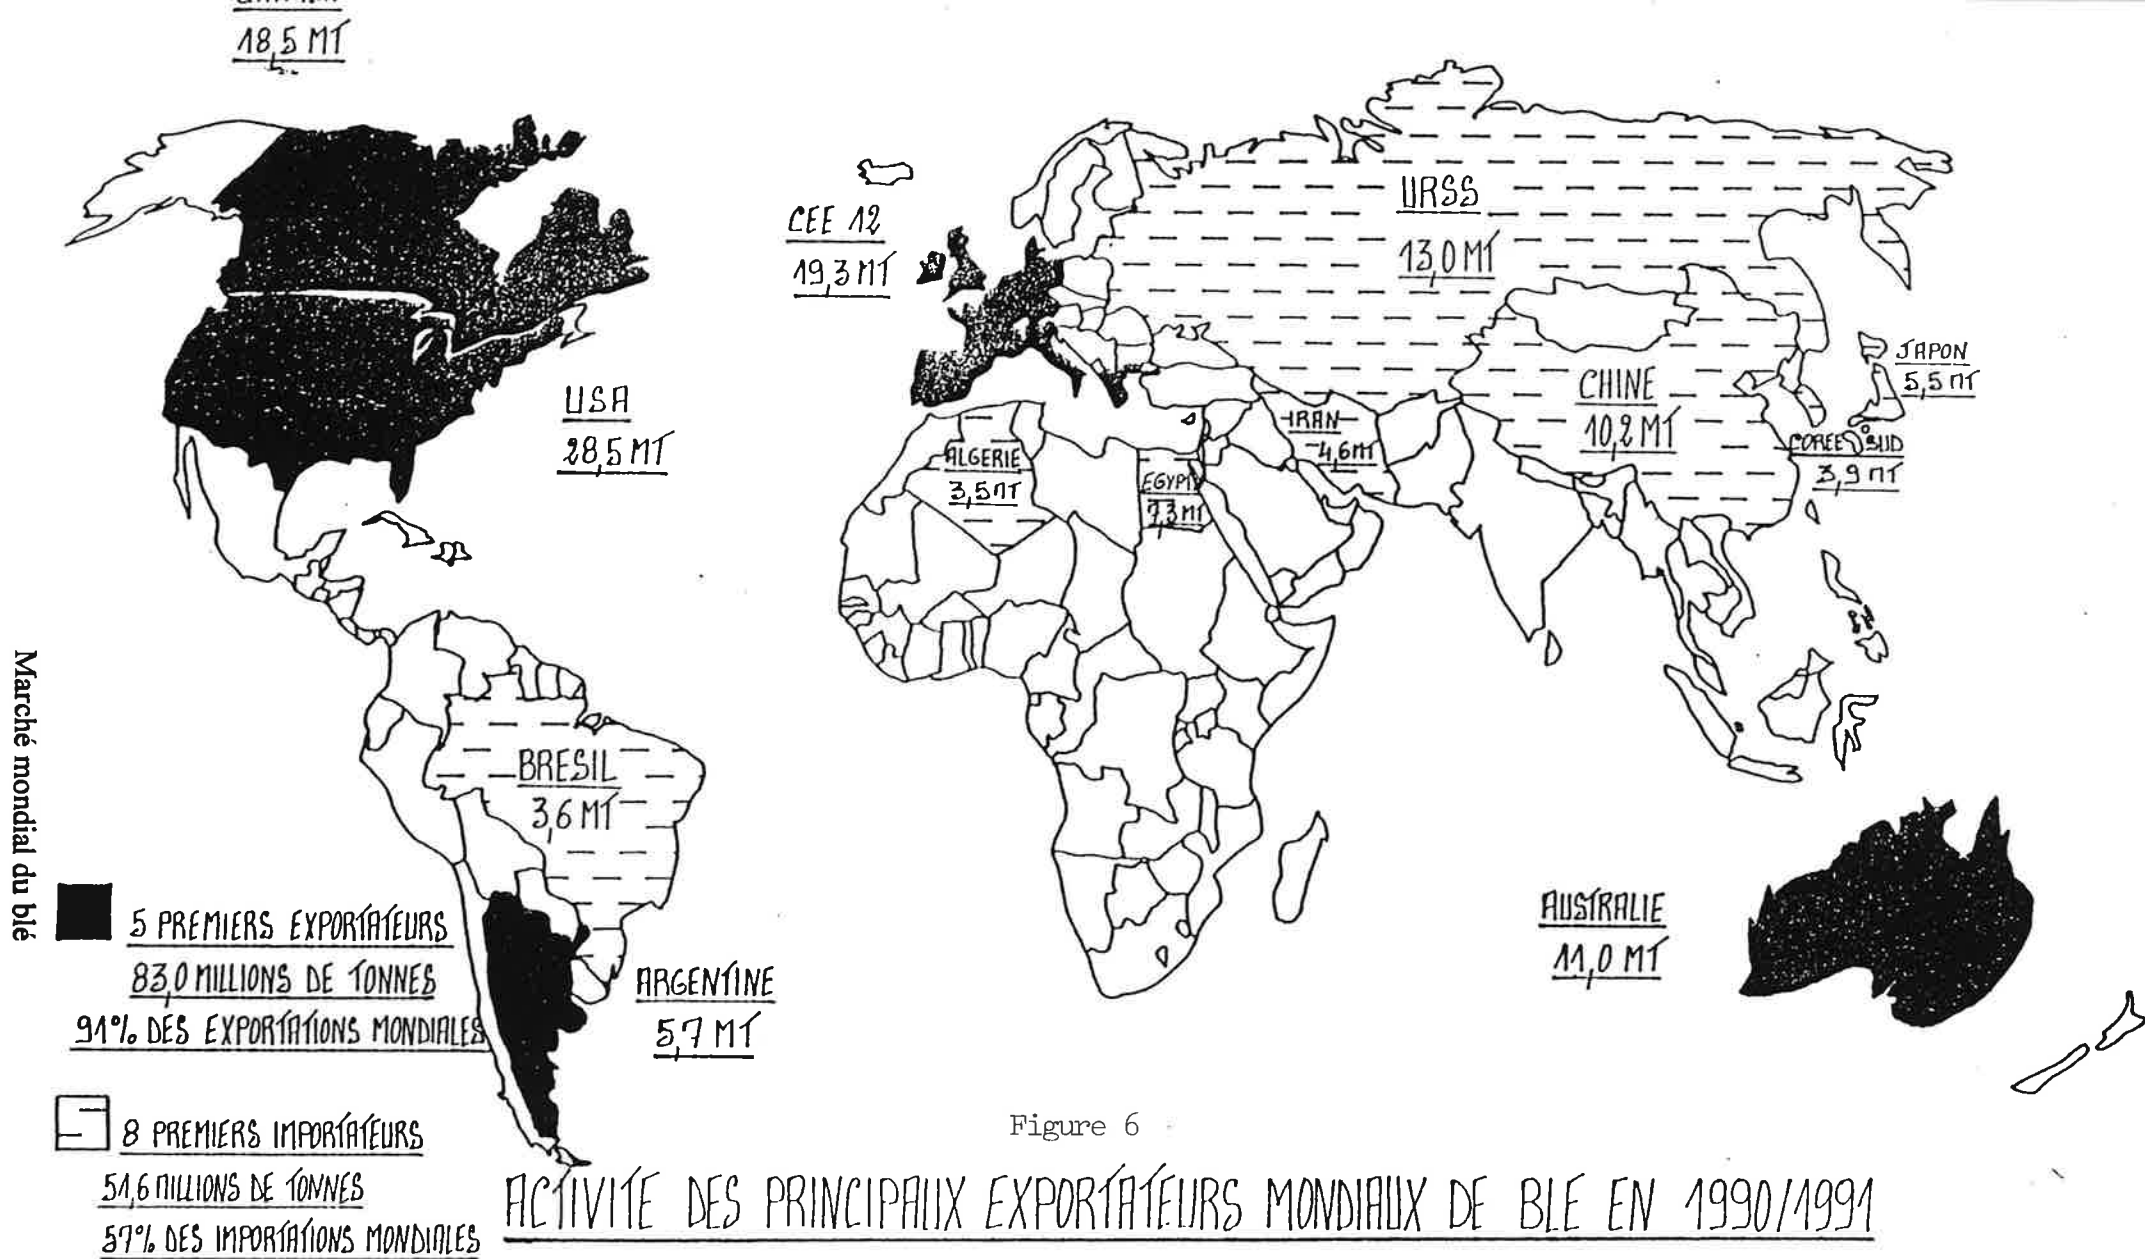 18,5 MT
CEE 12
19,3 MT
URSS
13,0 MT
USA
28,5 MT
JAPON
5,5 MT
CHINE
10,2 MT
COREE SUD
3,9 MT
IRAN
4,6 MT
ALGERIE
3,5 MT
EGYPTE
7,3 MT
BRESIL
3,6 MT
AUSTRALIE
11,0 MT
ARGENTINE
5,7 MT
Marché mondial du blé
5 PREMIERS EXPORTATEURS
83,0 MILLIONS DE TONNES
91% DES EXPORTATIONS MONDIALES
8 PREMIERS IMPORTATEURS
51,6 MILLIONS DE TONNES
57% DES IMPORTATIONS MONDIALES
Figure 6
ACTIVITE DES PRINCIPAUX EXPORTATEURS MONDIAUX DE BLE EN 1990/1991